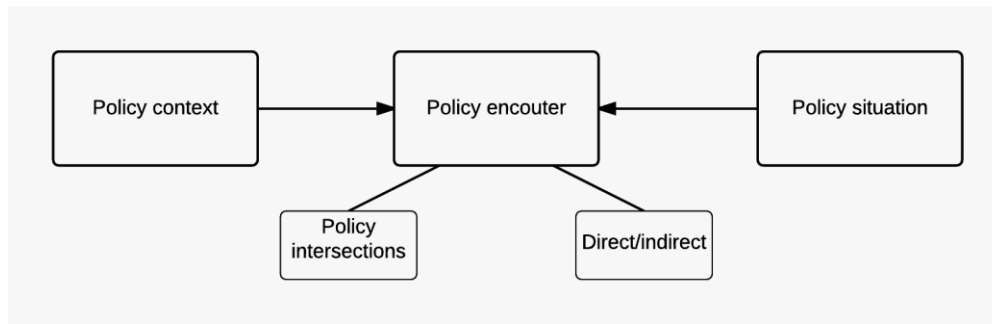 Policy context
Policy encouter
Policy situation
Policy
intersections
Direct/indirect